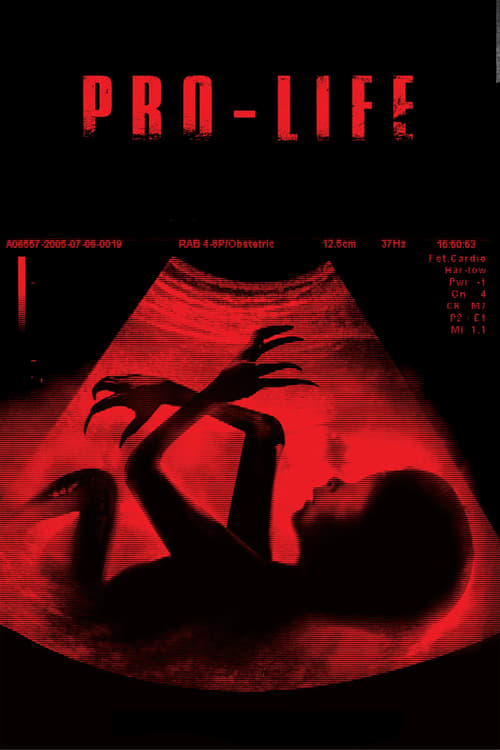 PRO-LIFE
A06557-2005-07-06-0019 RAB 4-8P/Obstetric 12.5cm 37Hz 16:50:53
Fet.Cardio
Har-low
Pwr -1
Gn 4
CR M7
P2 - E1
MI 1.1